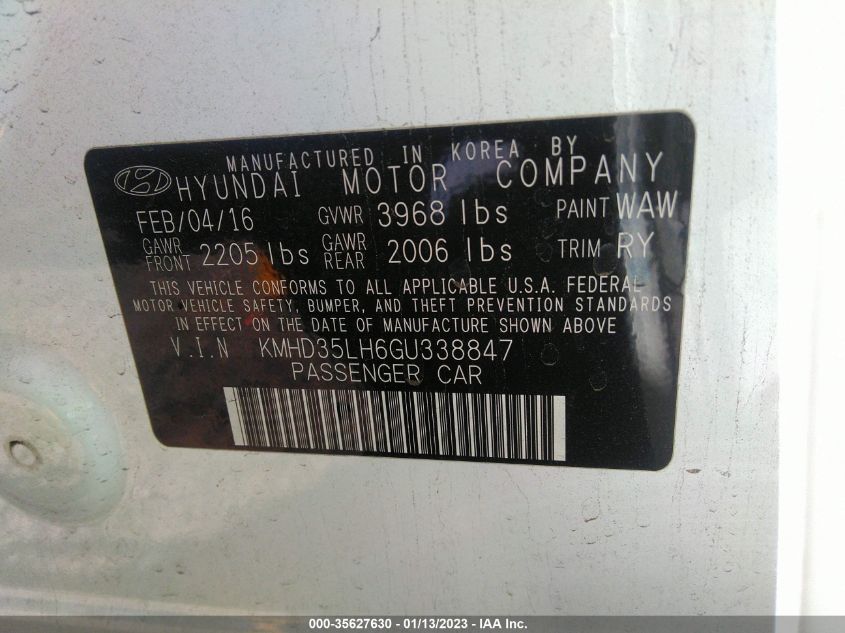 MANUFACTURED IN KOREA BY
HYUNDAI MOTOR COMPANY
FEB/04/16 GVWR 3968 lbs PAINT WAW
GAWR FRONT 2205 lbs GAWR REAR 2006 lbs TRIM RY
THIS VEHICLE CONFORMS TO ALL APPLICABLE U.S.A. FEDERAL
MOTOR VEHICLE SAFETY, BUMPER, AND THEFT PREVENTION STANDARDS
IN EFFECT ON THE DATE OF MANUFACTURE SHOWN ABOVE
V.I.N KMHD35LH6GU338847
PASSENGER CAR
000-35627630 - 01/13/2023 - IAA Inc.